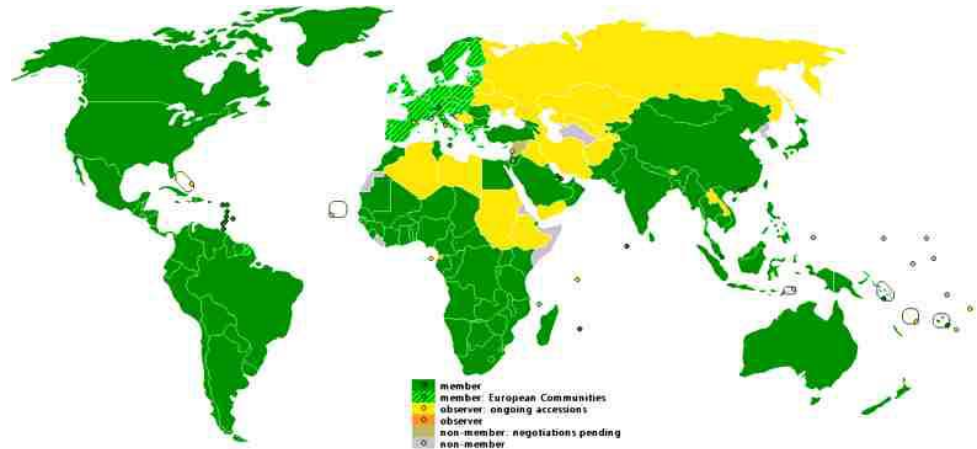 member
member: European Communities
observer: ongoing accessions
observer
non-member: negotiations pending
non-member